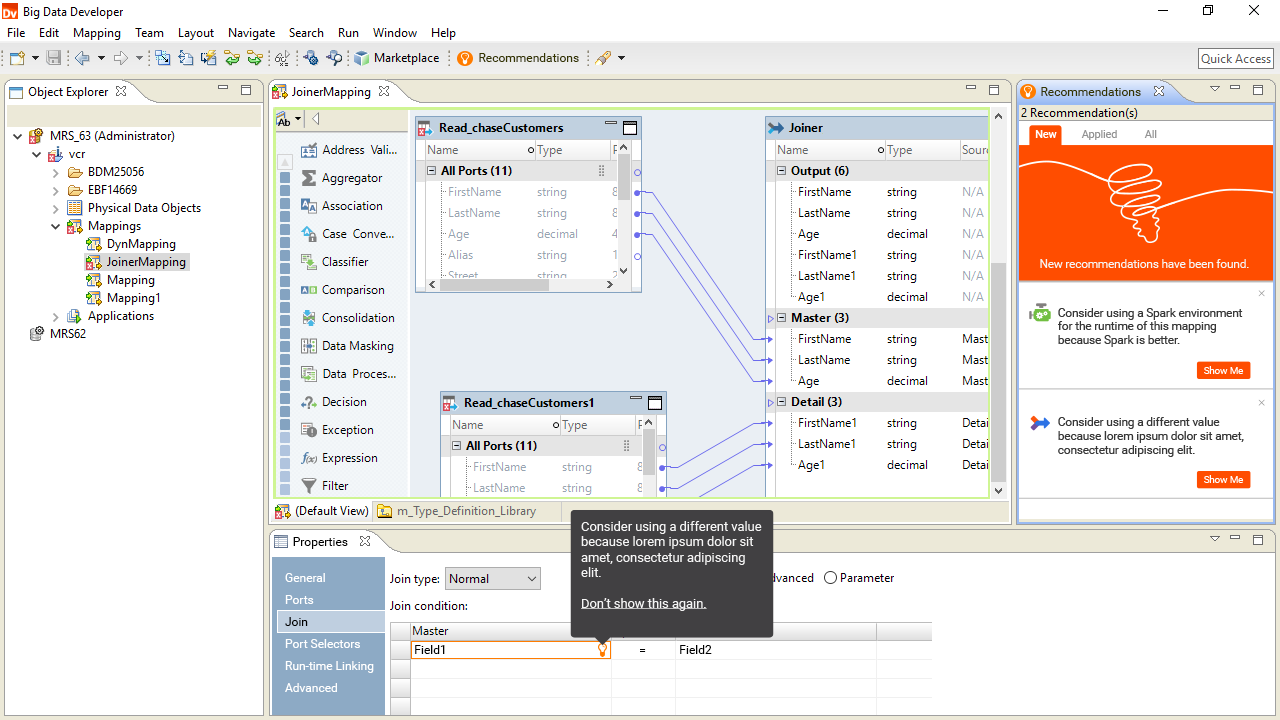 Dv Big Data Developer
File Edit Mapping Team Layout Navigate Search Run Window Help
Marketplace Recommendations Quick Access
Object Explorer
MRS_63 (Administrator)
vcr
BDM25056
EBF14669
Physical Data Objects
Mappings
DynMapping
JoinerMapping
Mapping
Mapping1
Applications
MRS62
JoinerMapping
Ab
Address Vali...
Aggregator
Association
Case Conve...
Classifier
Comparison
Consolidation
Data Masking
Data Proces...
Decision
Exception
f(x) Expression
Filter
Read_chaseCustomers
Name Type
All Ports (11)
FirstName string 8
LastName string 8
Age decimal 4
Alias string 1
Street string 2
Read_chaseCustomers1
Name Type
All Ports (11)
FirstName string 8
LastName string 8
Joiner
Name Type Sour
Output (6)
FirstName string N/A
LastName string N/A
Age decimal N/A
FirstName1 string N/A
LastName1 string N/A
Age1 decimal N/A
Master (3)
FirstName string Mast
LastName string Mast
Age decimal Mast
Detail (3)
FirstName1 string Detai
LastName1 string Detai
Age1 decimal Detai
(Default View) m_Type_Definition_Library
Recommendations
2 Recommendation(s)
New Applied All
New recommendations have been found.
Consider using a Spark environment
for the runtime of this mapping
because Spark is better.
Show Me
Consider using a different value
because lorem ipsum dolor sit amet,
consectetur adipiscing elit.
Show Me
Properties
General
Ports
Join
Port Selectors
Run-time Linking
Advanced
Join type: Normal
dvanced Parameter
Join condition:
Master
Field1 = Field2
Consider using a different value
because lorem ipsum dolor sit
amet, consectetur adipiscing
elit.
Don't show this again.